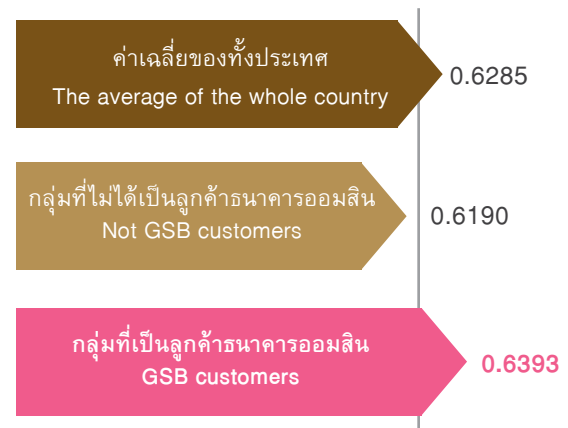 ค่าเฉลี่ยของทั้งประเทศ
The average of the whole country
0.6285
กลุ่มที่ไม่ได้เป็นลูกค้าธนาคารออมสิน
Not GSB customers
0.6190
กลุ่มที่เป็นลูกค้าธนาคารออมสิน
GSB customers
0.6393